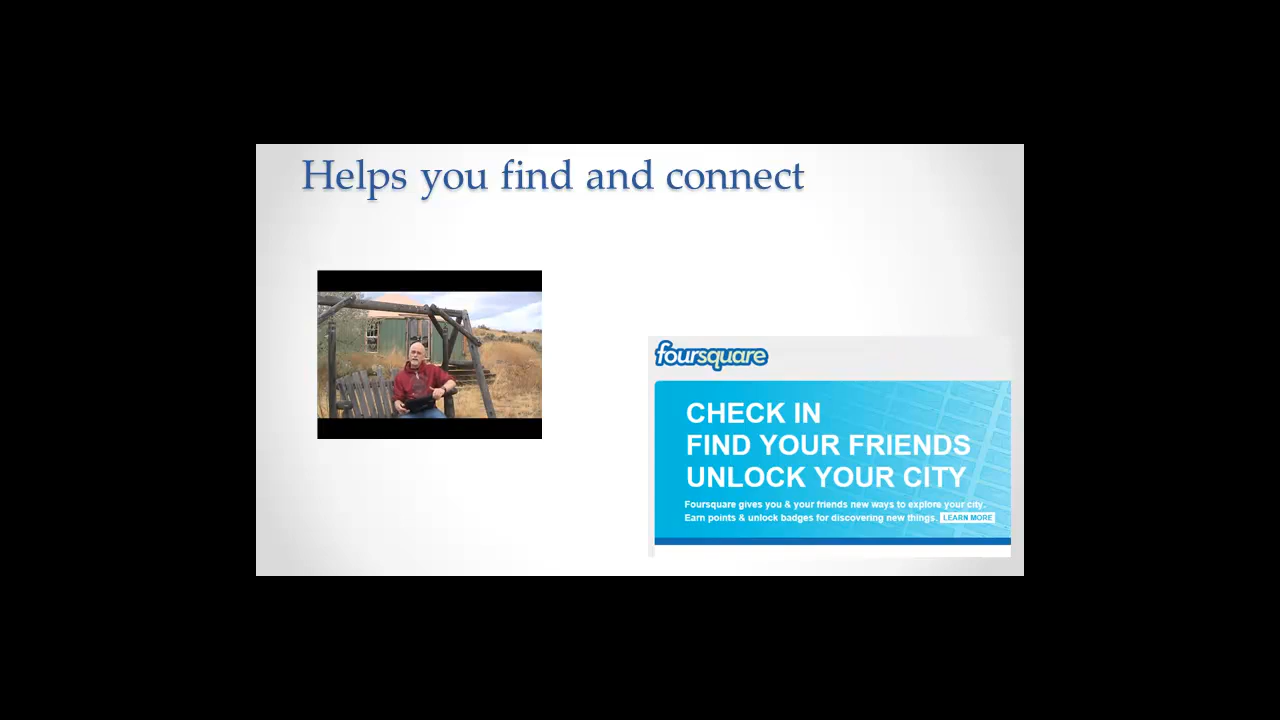 Helps you find and connect
foursquare
CHECK IN
FIND YOUR FRIENDS
UNLOCK YOUR CITY
Foursquare gives you & your friends new ways to explore your city.
Earn points & unlock badges for discovering new things. LEARN MORE